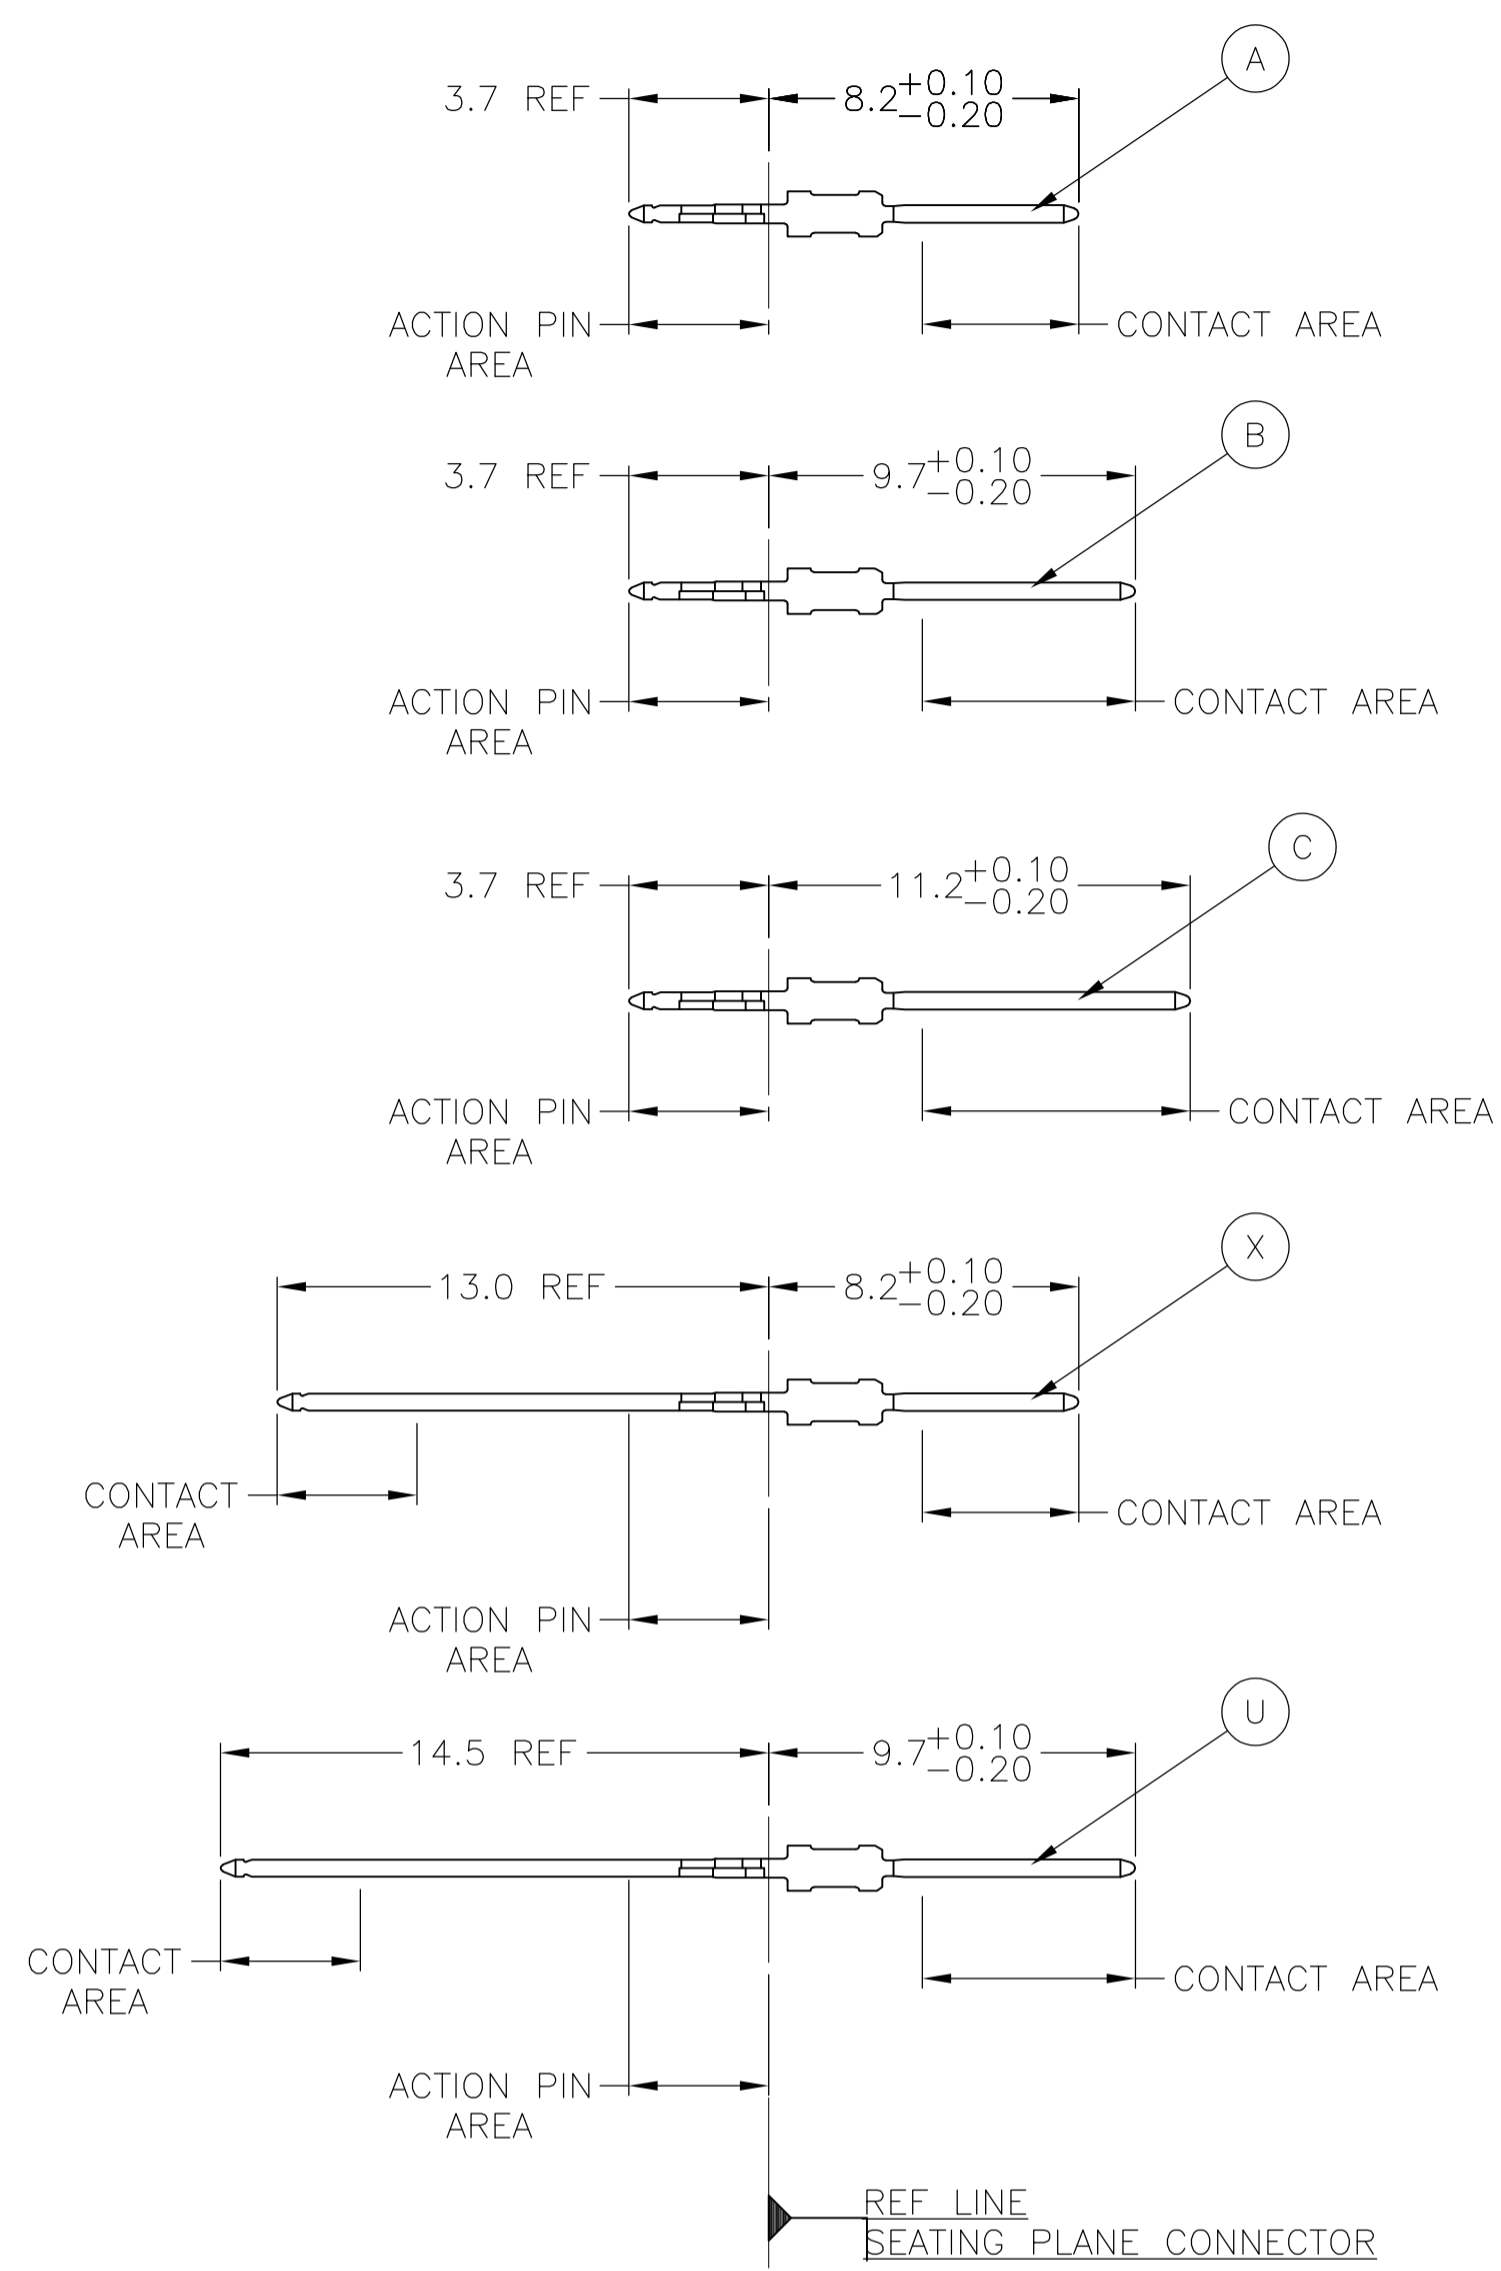 A
3.7 REF
8.2 +0.10
-0.20
ACTION PIN
AREA
CONTACT AREA
B
3.7 REF
9.7 +0.10
-0.20
ACTION PIN
AREA
CONTACT AREA
C
3.7 REF
11.2 +0.10
-0.20
ACTION PIN
AREA
CONTACT AREA
X
13.0 REF
8.2 +0.10
-0.20
CONTACT
AREA
CONTACT AREA
ACTION PIN
AREA
U
14.5 REF
9.7 +0.10
-0.20
CONTACT
AREA
CONTACT AREA
ACTION PIN
AREA
REF LINE
SEATING PLANE CONNECTOR